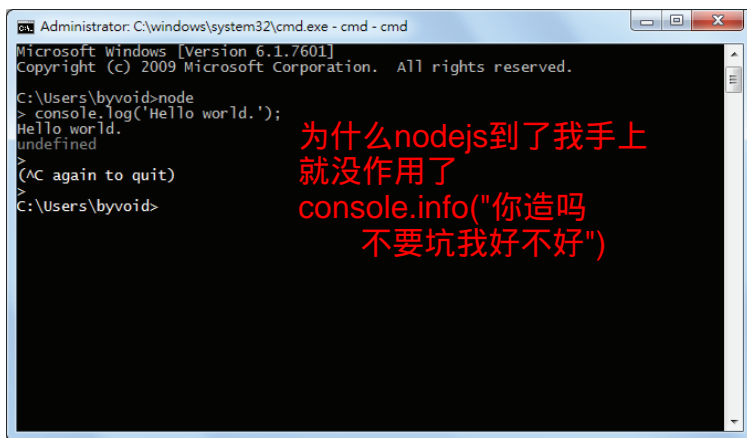 Administrator: C:\windows\system32\cmd.exe - cmd - cmd
Microsoft Windows [Version 6.1.7601]
Copyright (c) 2009 Microsoft Corporation.  All rights reserved.
C:\Users\byvoid>node
> console.log('Hello world.');
Hello world.
undefined
>
(^C again to quit)
>
C:\Users\byvoid>
为什么nodejs到了我手上
就没作用了
console.info("你造吗
不要坑我好不好")